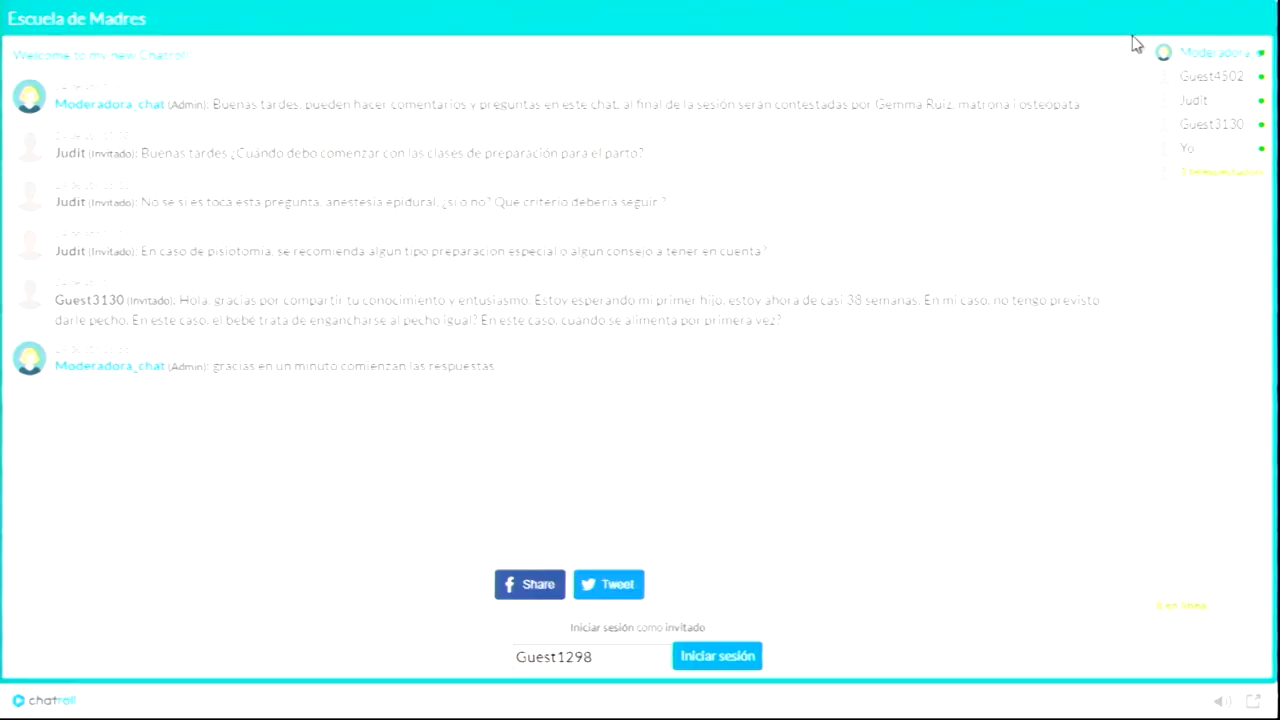 Escuela de Madres
Welcome to my new Chatroll
Moderadora_chat (Admin): Buenas tardes, pueden hacer comentarios y preguntas en este chat, al final de la sesión serán contestadas por Gemma Ruiz, matrona i osteópata
Judit (Invitado): Buenas tardes ¿Cuándo debo comenzar con las clases de preparación para el parto?
Judit (Invitado): No se si es toca esta pregunta, anestesia epidural, ¿si o no? Que criterio debería seguir ?
Judit (Invitado): En caso de pisiotomia, se recomienda algun tipo preparacion especial o algun consejo a tener en cuenta?
Guest3130 (Invitado): Hola, gracias por compartir tu conocimiento y entusiasmo. Estoy esperando mi primer hijo, estoy ahora de casi 38 semanas. En mi caso, no tengo previsto
darle pecho. En este caso, el bebé trata de engancharse al pecho igual? En este caso, cuando se alimenta por primera vez?
Moderadora_chat (Admin): gracias en un minuto comienzan las respuestas
Moderadora_
Guest4502
Judit
Guest3130
Yo
Share
Tweet
Iniciar sesión como invitado
Guest1298
Iniciar sesión
chatroll